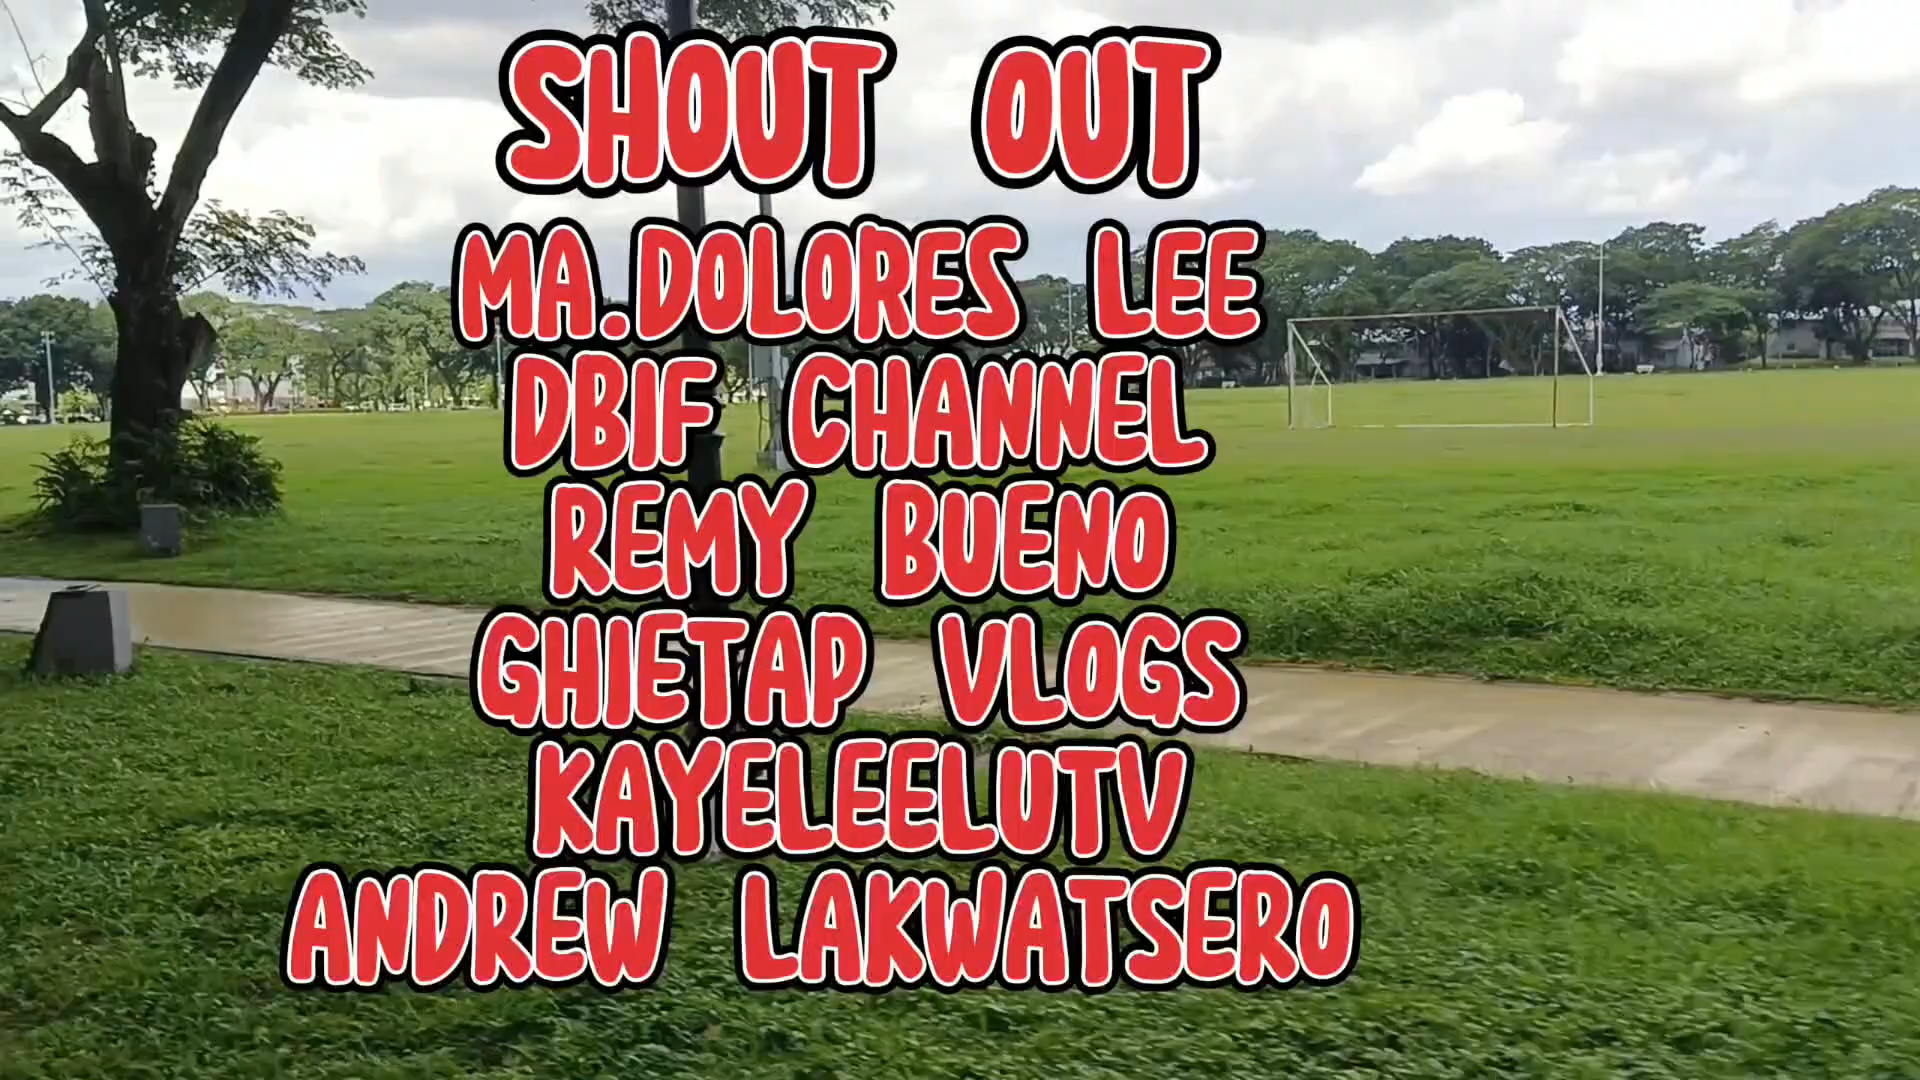 SHOUT OUT
MA.DOLORES LEE
DBIF CHANNEL
REMY BUENO
GHIETAP VLOGS
KAYELEELUTV
ANDREW LAKWATSERO